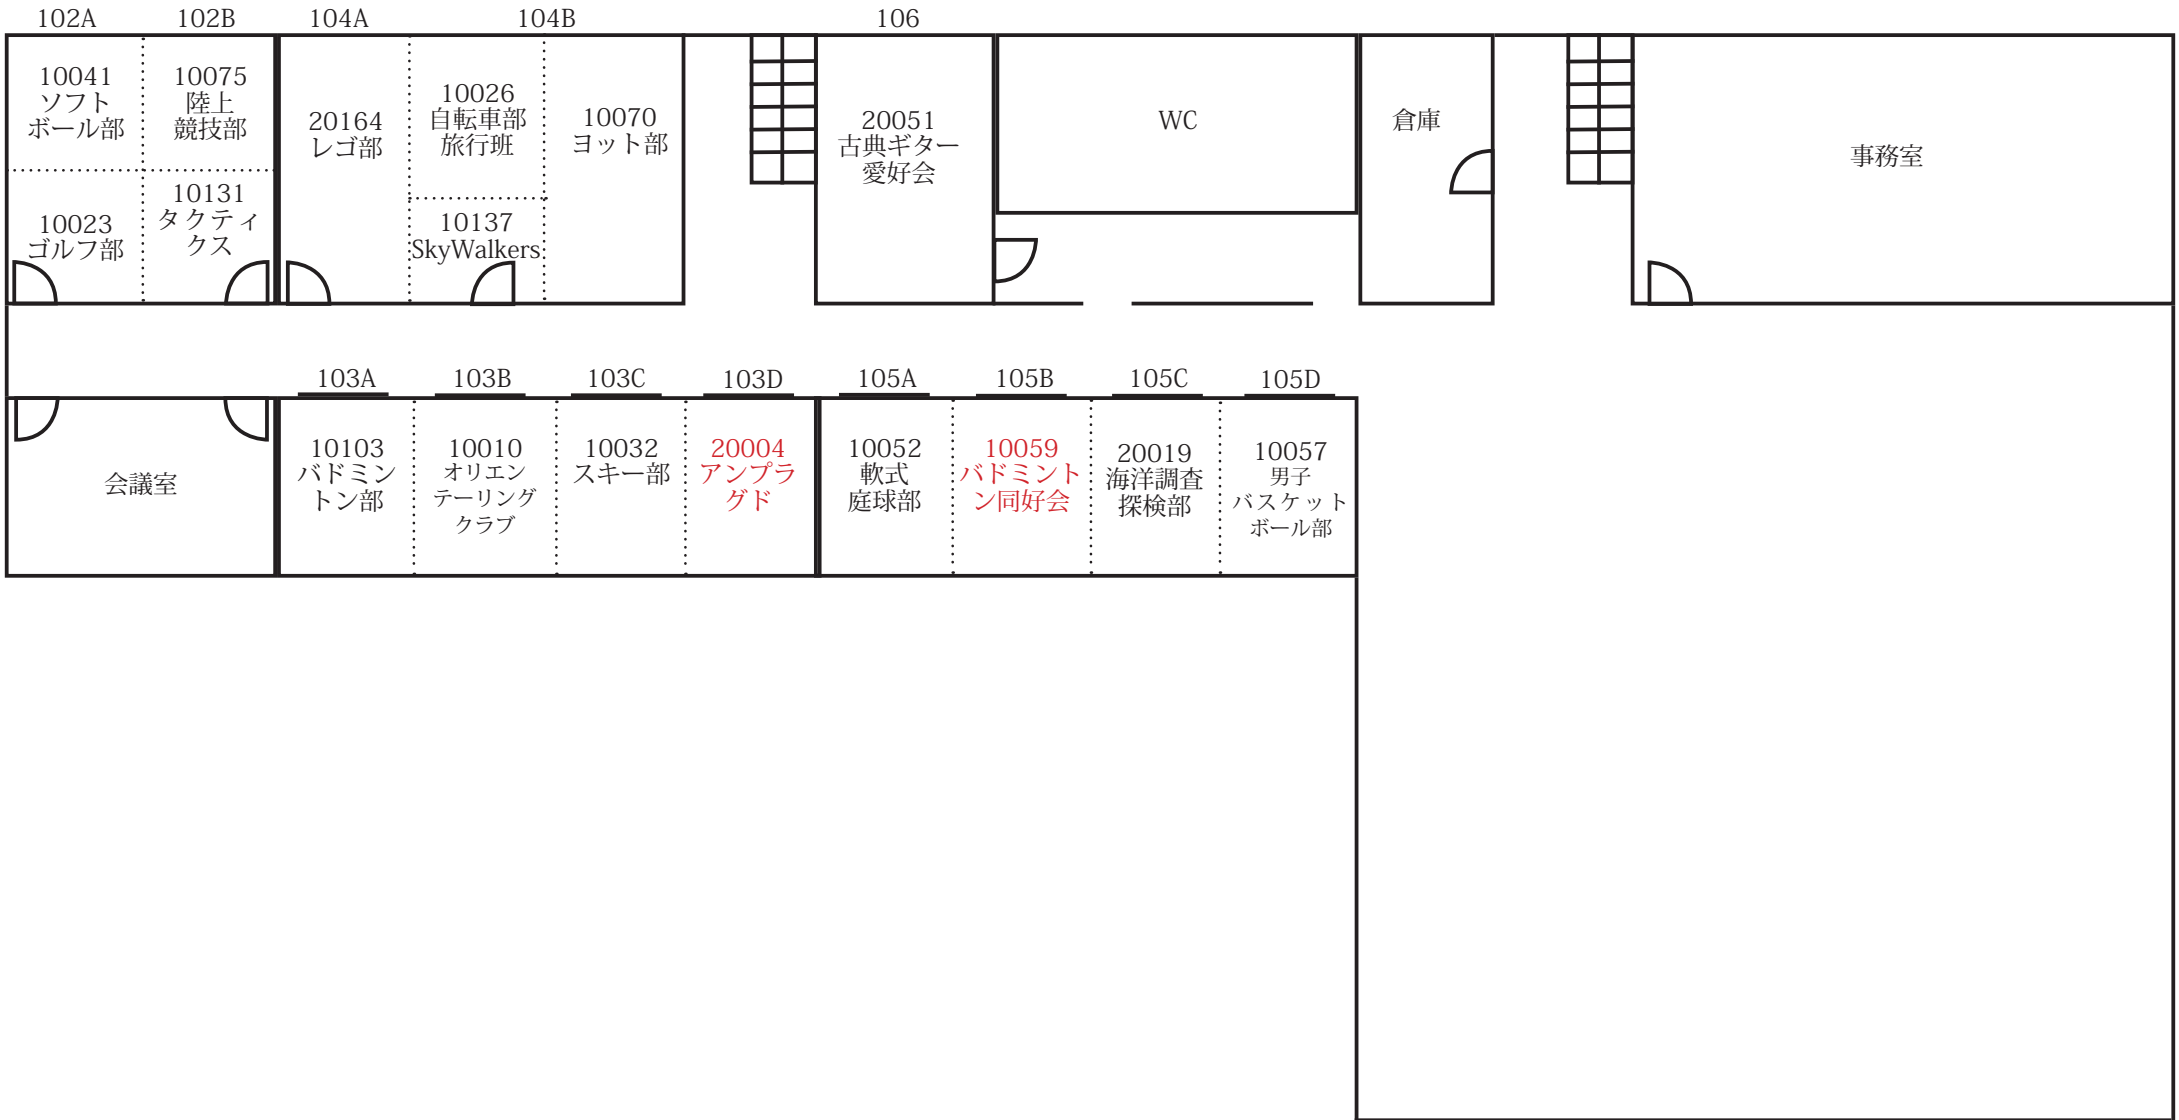 102A
102B
104A
104B
106
10041
ソフト
ボール部
10075
陸上
競技部
10023
ゴルフ部
10131
タクティ
クス
20164
レゴ部
10026
自転車部
旅行班
10137
SkyWalkers
10070
ヨット部
20051
古典ギター
愛好会
WC
倉庫
事務室
103A
103B
103C
103D
105A
105B
105C
105D
会議室
10103
バドミン
トン部
10010
オリエン
テーリング
クラブ
10032
スキー部
20004
アンプラ
グド
10052
軟式
庭球部
10059
バドミント
ン同好会
20019
海洋調査
探検部
10057
男子
バスケット
ボール部